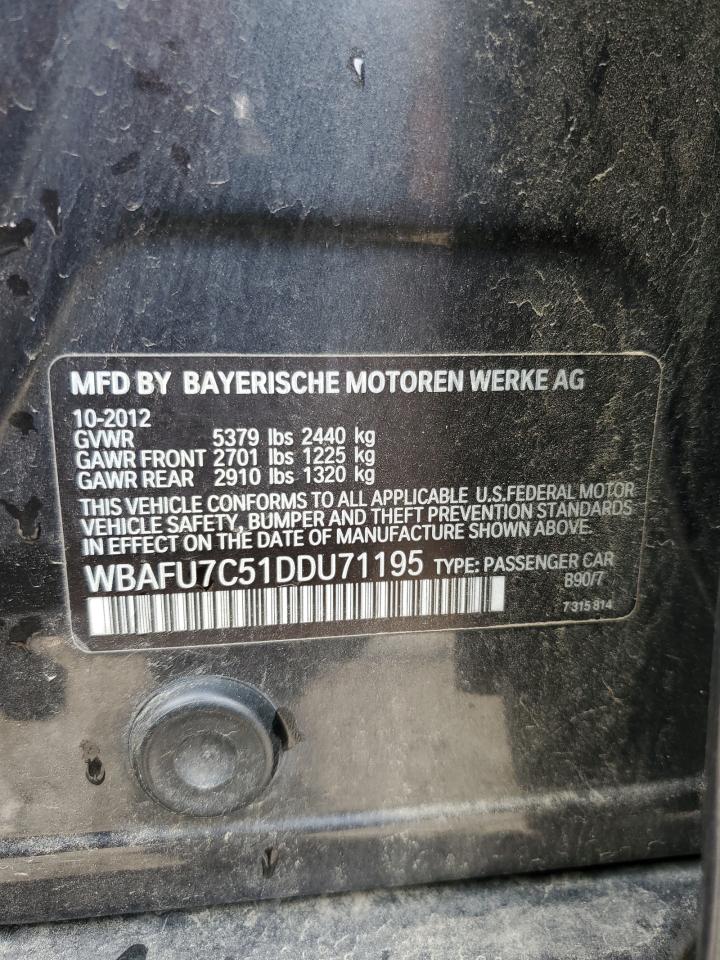 MFD BY BAYERISCHE MOTOREN WERKE AG
10-2012
GVWR 5379 lbs 2440 kg
GAWR FRONT 2701 lbs 1225 kg
GAWR REAR 2910 lbs 1320 kg
THIS VEHICLE CONFORMS TO ALL APPLICABLE U.S.FEDERAL MOTOR
VEHICLE SAFETY, BUMPER AND THEFT PREVENTION STANDARDS
IN EFFECT ON THE DATE OF MANUFACTURE SHOWN ABOVE.
WBAFU7C51DDU71195 TYPE: PASSENGER CAR
B90/7
7 315 814